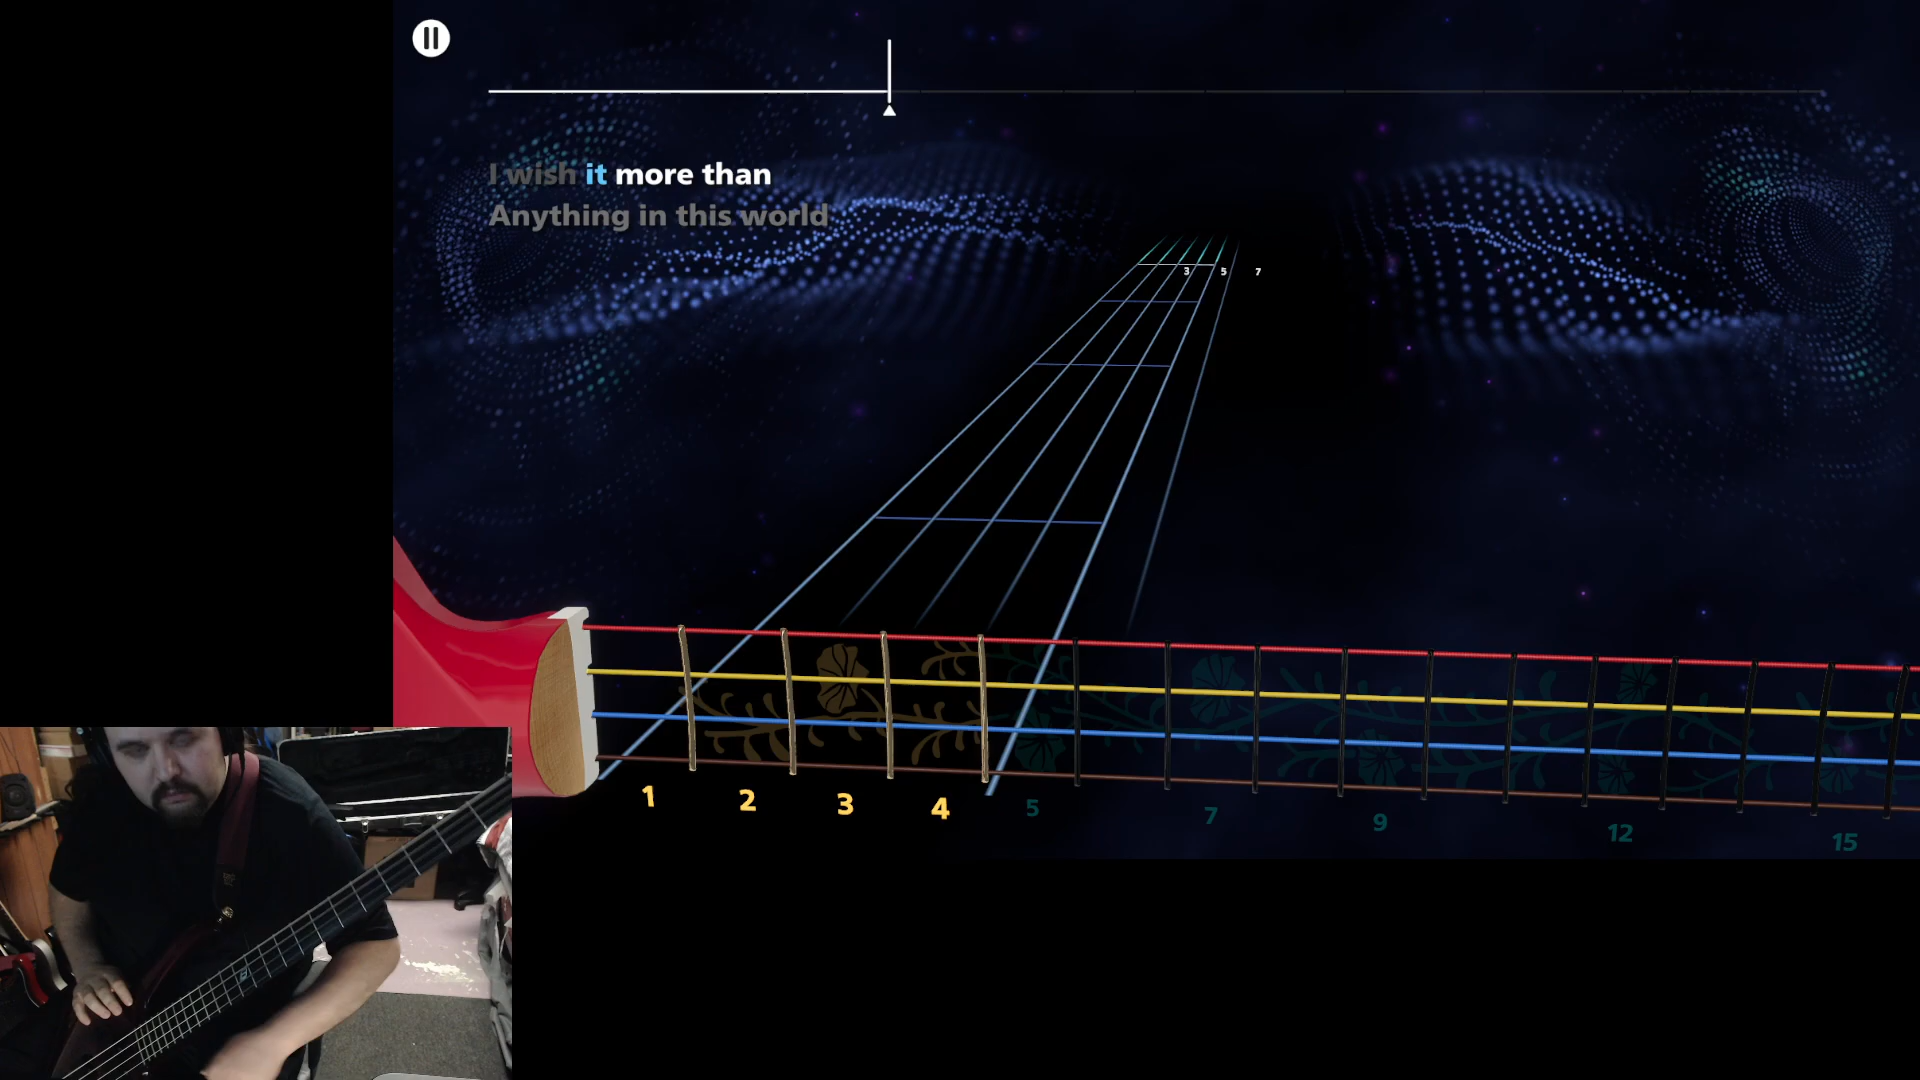 I wish it more than
Anything in this world
3 5 7
1 2 3 4 5 7 9 12 15